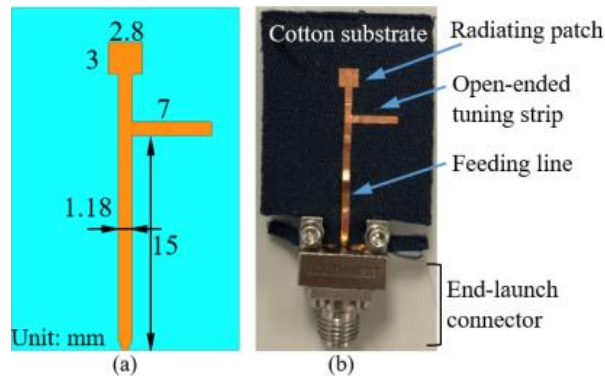 2.8
3
7
1.18
15
Unit: mm
(a)
Cotton substrate
Radiating patch
Open-ended
tuning strip
Feeding line
End-launch
connector
(b)